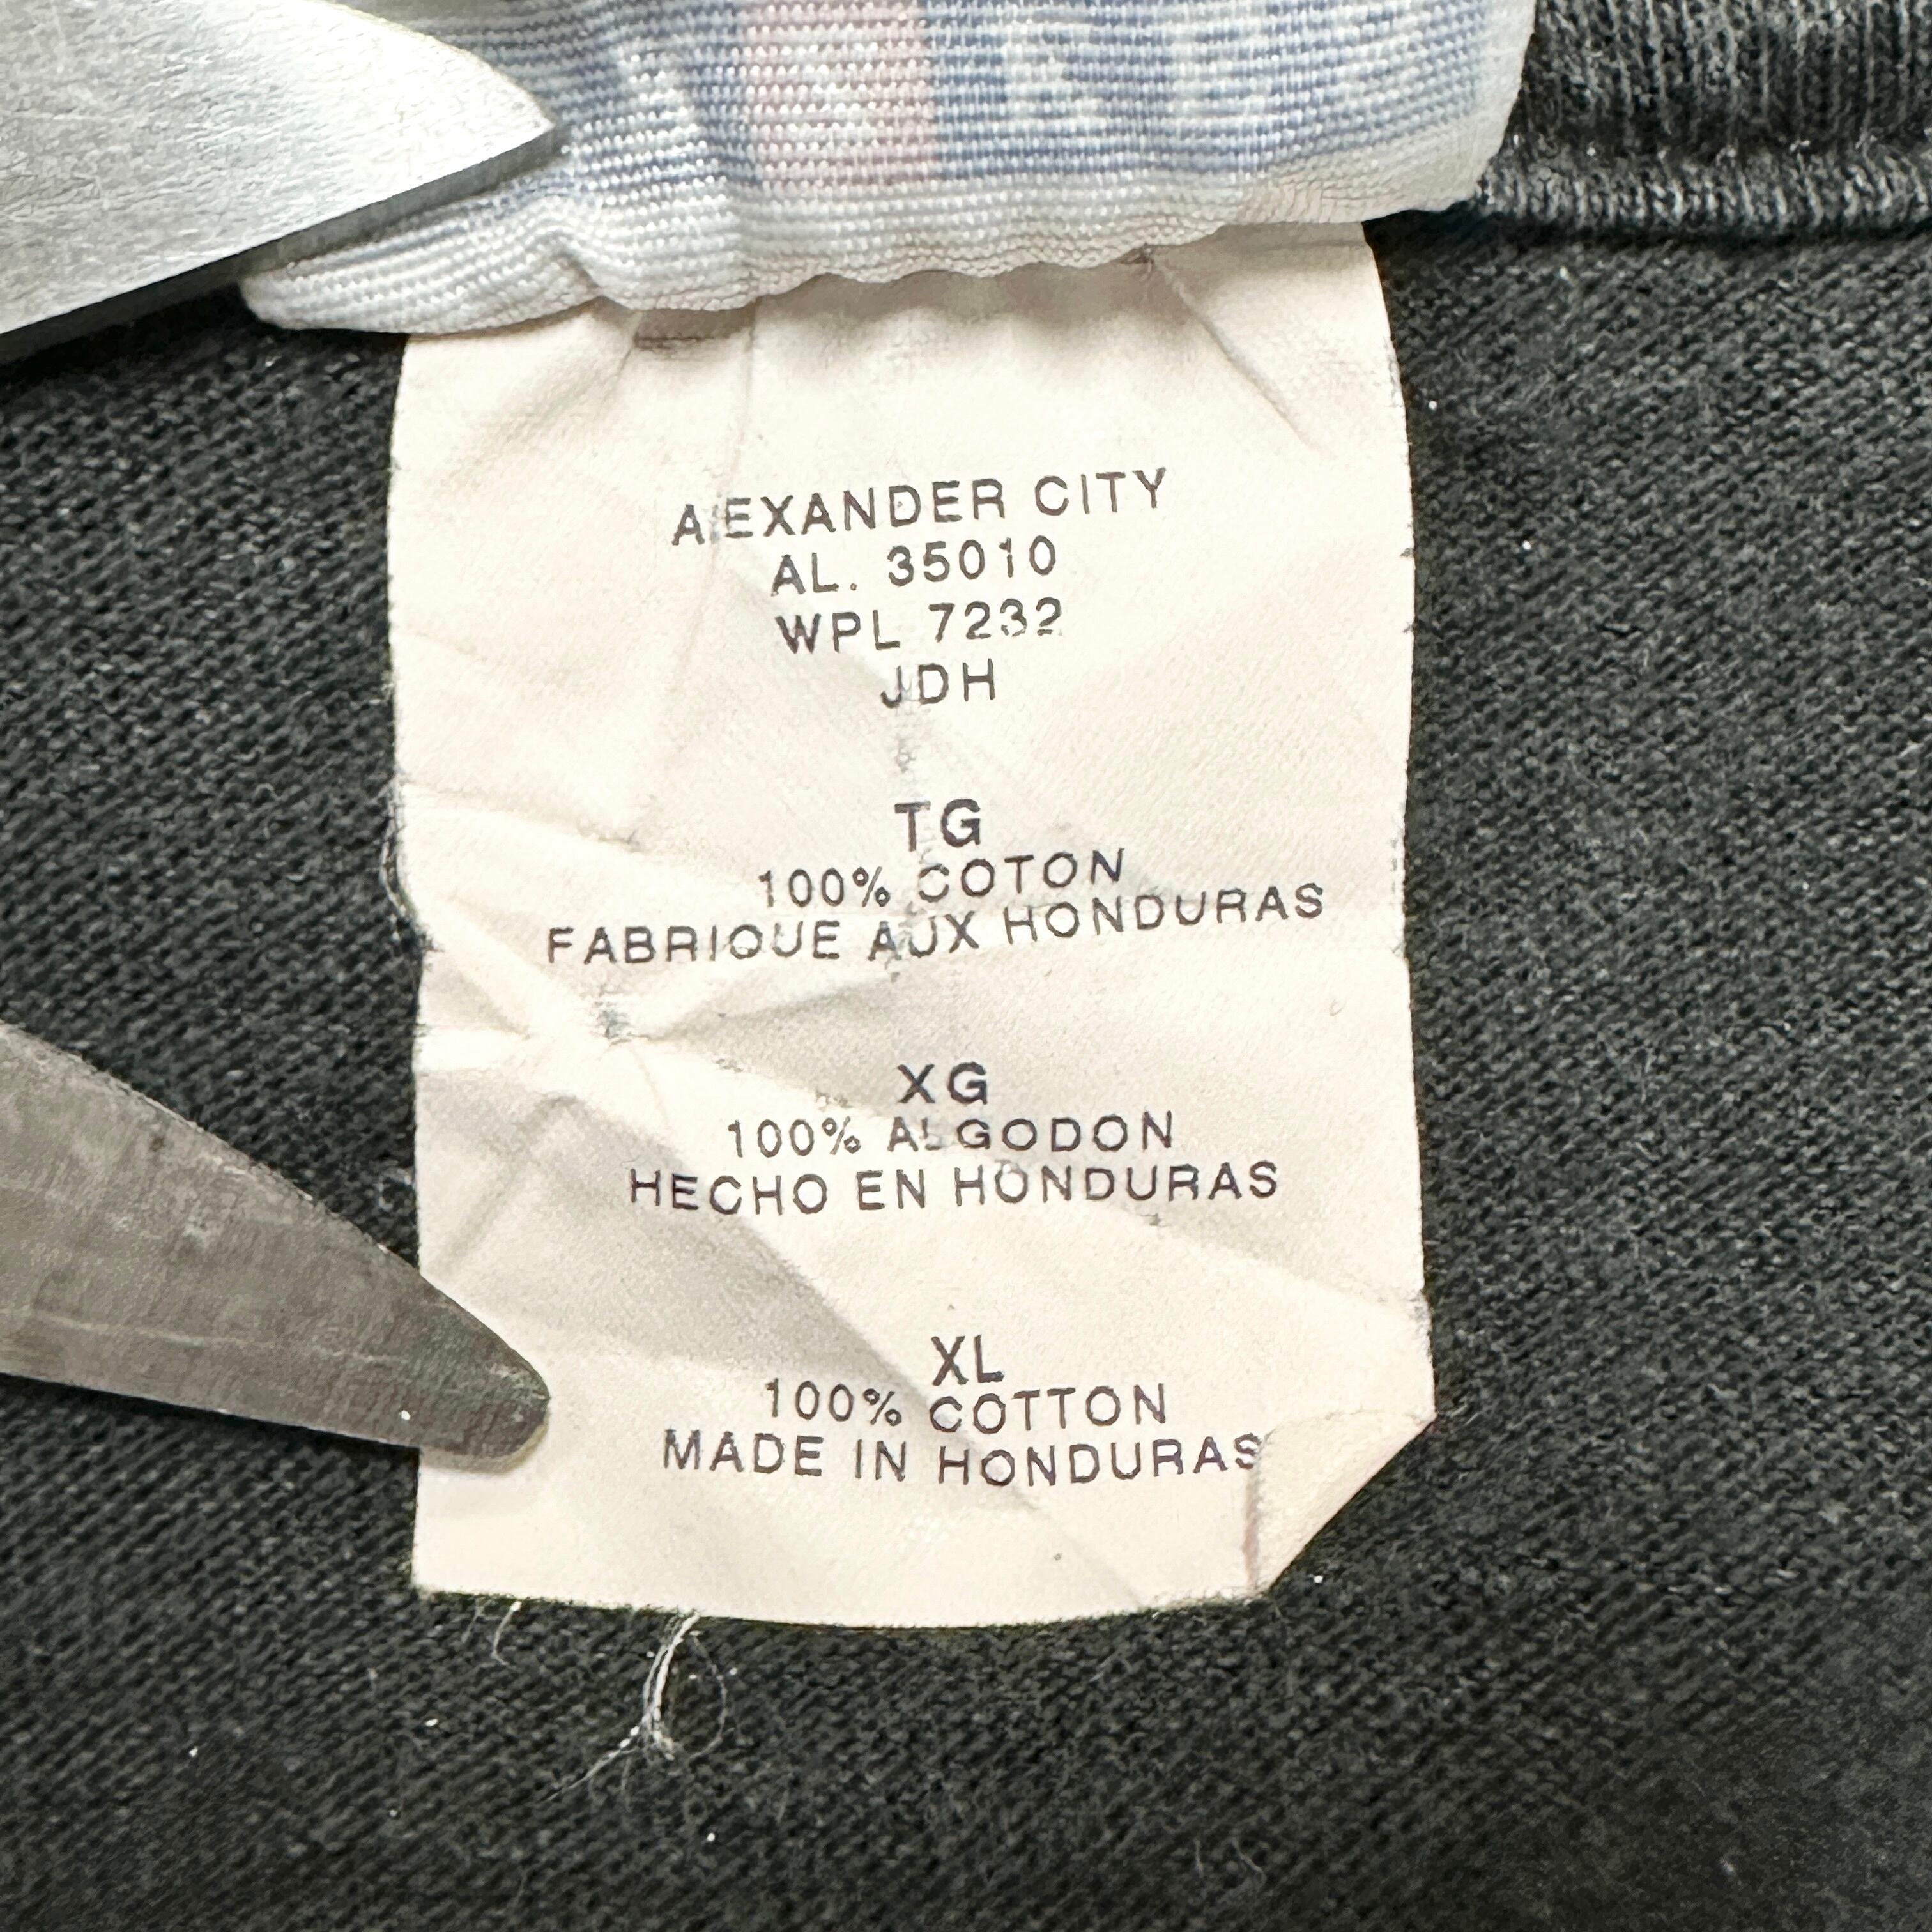 ALEXANDER CITY
AL. 35010
WPL 7232
JDH
TG
100% COTON
FABRIQUE AUX HONDURAS
XG
100% ALGODON
HECHO EN HONDURAS
XL
100% COTTON
MADE IN HONDURAS